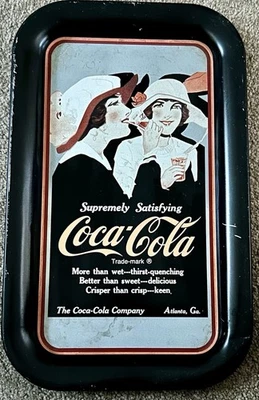 Supremely Satisfying
Coca-Cola
Trade-mark ®
More than wet—thirst-quenching
Better than sweet—delicious
Crisper than crisp—keen
The Coca-Cola Company Atlanta, Ga.